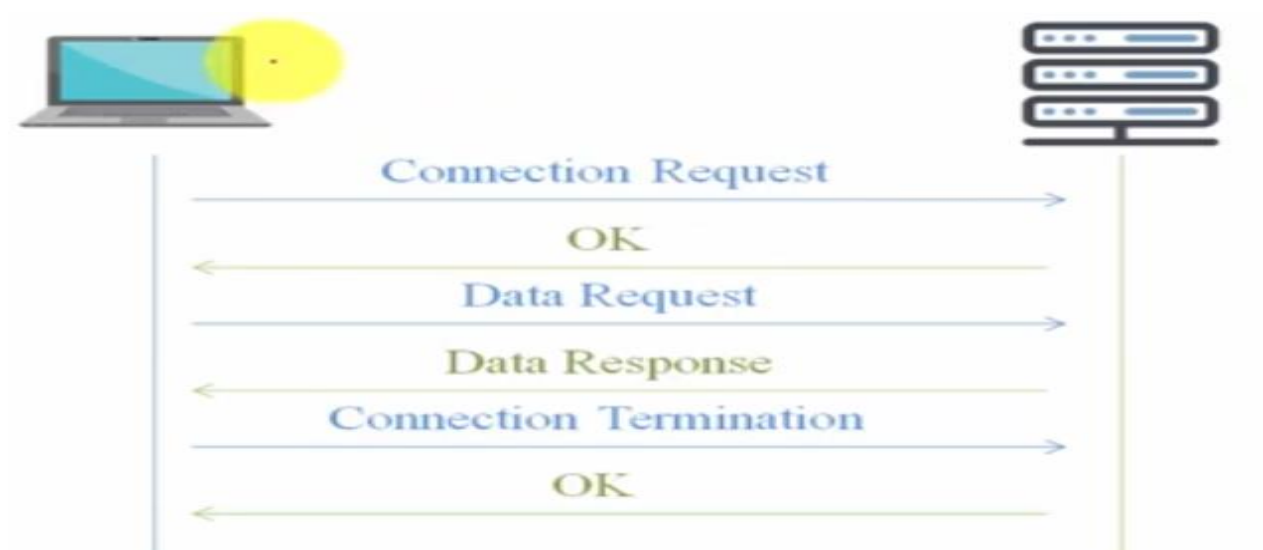 Connection Request
OK
Data Request
Data Response
Connection Termination
OK